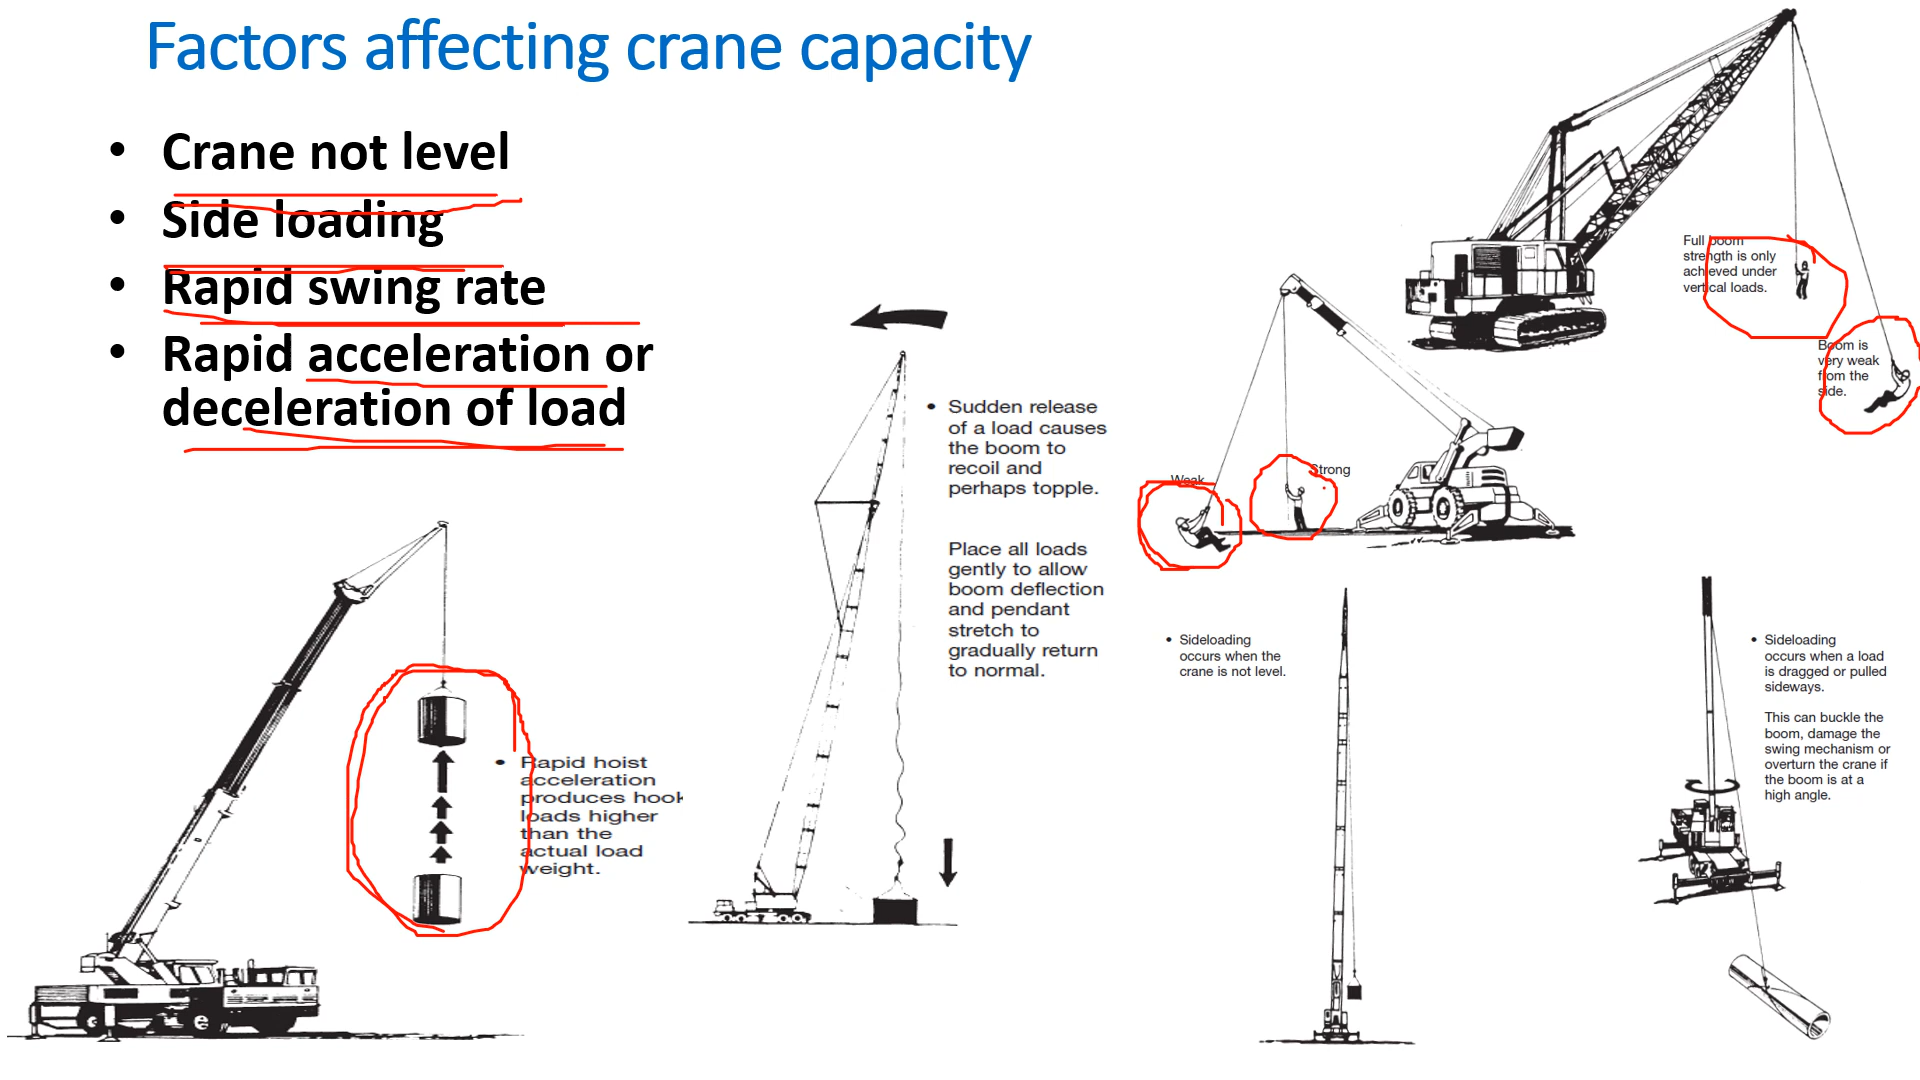 Factors affecting crane capacity
• Crane not level
• Side loading
• Rapid swing rate
• Rapid acceleration or
deceleration of load
Full boom
strength is only
achieved under
vertical loads.
Boom is
very weak
from the
side.
• Sudden release
of a load causes
the boom to
recoil and
perhaps topple.
Place all loads
gently to allow
boom deflection
and pendant
stretch to
gradually return
to normal.
Weak
Strong
• Rapid hoist
acceleration
produces hook
loads higher
than the
actual load
weight.
• Sideloading
occurs when the
crane is not level.
• Sideloading
occurs when a load
is dragged or pulled
sideways.
This can buckle the
boom, damage the
swing mechanism or
overturn the crane if
the boom is at a
high angle.